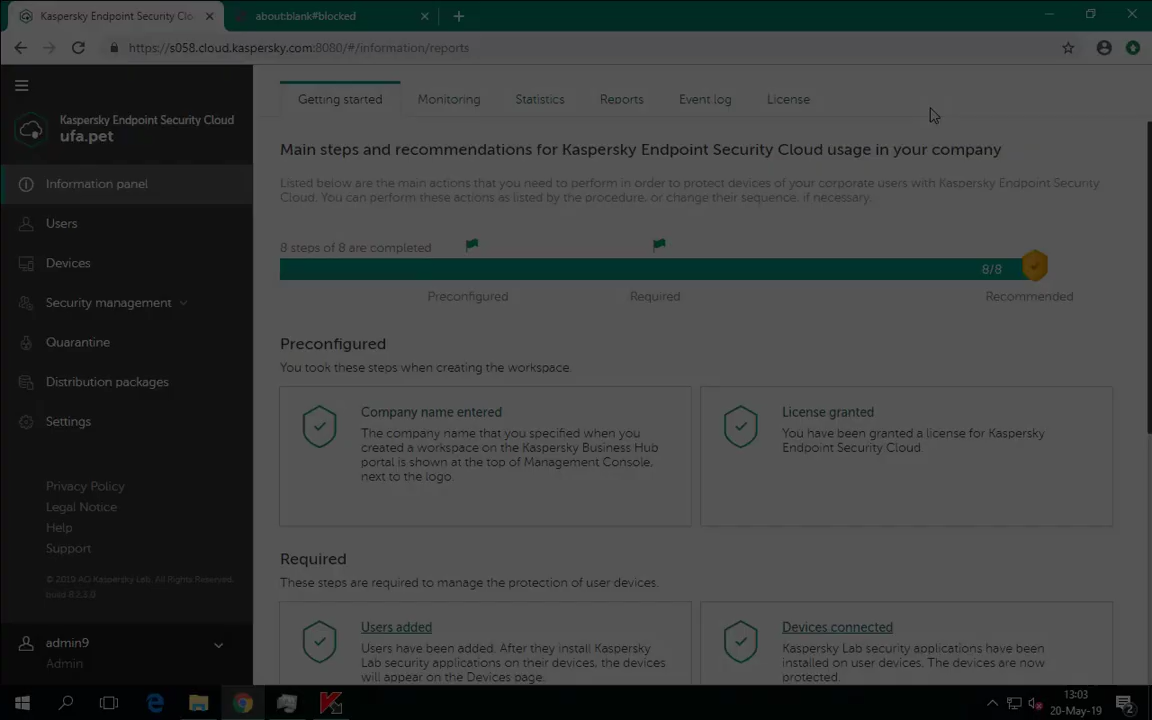 Kaspersky Endpoint Security Clo
about:blank#blocked
https://s058.cloud.kaspersky.com:8080/#/information/reports
Kaspersky Endpoint Security Cloud
ufa.pet
Information panel
Users
Devices
Security management
Quarantine
Distribution packages
Settings
Privacy Policy
Legal Notice
Help
Support
© 2019 AO Kaspersky Lab. All Rights Reserved.
build 8.2.3.0
admin9
Admin
Getting started
Monitoring
Statistics
Reports
Event log
License
Main steps and recommendations for Kaspersky Endpoint Security Cloud usage in your company
Listed below are the main actions that you need to perform in order to protect devices of your corporate users with Kaspersky Endpoint Security
Cloud. You can perform these actions as listed by the procedure, or change their sequence, if necessary.
8 steps of 8 are completed
8/8
Preconfigured
Required
Recommended
Preconfigured
You took these steps when creating the workspace.
Company name entered
The company name that you specified when you
created a workspace on the Kaspersky Business Hub
portal is shown at the top of Management Console,
next to the logo.
License granted
You have been granted a license for Kaspersky
Endpoint Security Cloud.
Required
These steps are required to manage the protection of user devices.
Users added
Users have been added. After they install Kaspersky
Lab security applications on their devices, the devices
will appear on the Devices page.
Devices connected
Kaspersky Lab security applications have been
installed on user devices. The devices are now
protected.
13:03
20-May-19
2